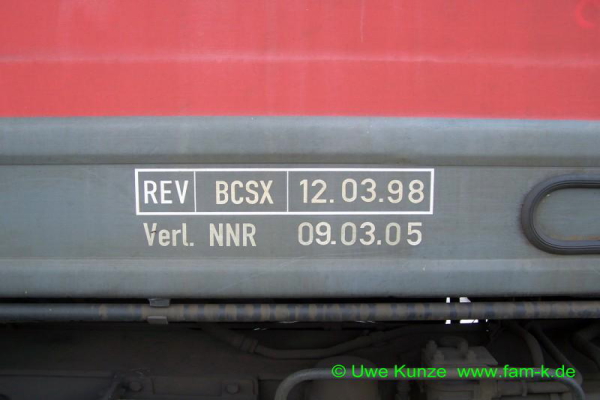 REV BCSX 12.03.98
Verl. NNR 09.03.05
© Uwe Kunze www.fam-k.de